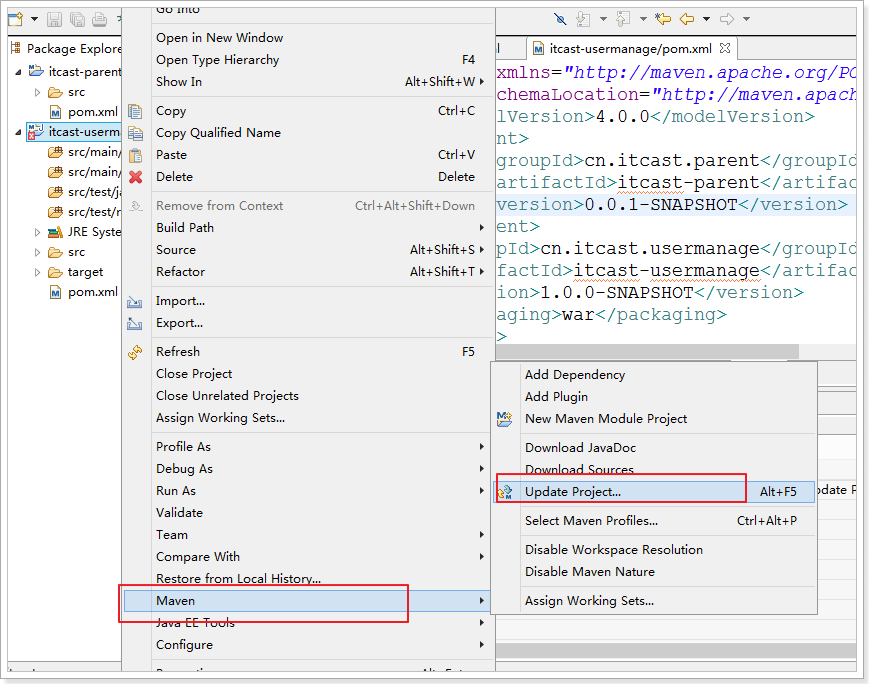 Go Into
Package Explore
itcast-parent
src
pom.xml
itcast-userma
src/main/
src/main/
src/test/ja
src/test/r
JRE Syste
src
target
pom.xml
Open in New Window
Open Type Hierarchy F4
Show In Alt+Shift+W
Copy Ctrl+C
Copy Qualified Name
Paste Ctrl+V
Delete Delete
Remove from Context Ctrl+Alt+Shift+Down
Build Path
Source Alt+Shift+S
Refactor Alt+Shift+T
Import...
Export...
Refresh F5
Close Project
Close Unrelated Projects
Assign Working Sets...
Profile As
Debug As
Run As
Validate
Team
Compare With
Restore from Local History...
Maven
Java EE Tools
Configure
itcast-usermanage/pom.xml
xmlns="http://maven.apache.org/PO
chemaLocation="http://maven.apach
lVersion>4.0.0</modelVersion>
nt>
groupId>cn.itcast.parent</groupId
artifactId>itcast-parent</artifac
version>0.0.1-SNAPSHOT</version>
ent>
pId>cn.itcast.usermanage</groupId
factId>itcast-usermanage</artifac
ion>1.0.0-SNAPSHOT</version>
aging>war</packaging>
>
Add Dependency
Add Plugin
New Maven Module Project
Download JavaDoc
Download Sources
Update Project... Alt+F5
Select Maven Profiles... Ctrl+Alt+P
Disable Workspace Resolution
Disable Maven Nature
Assign Working Sets...
pdate P